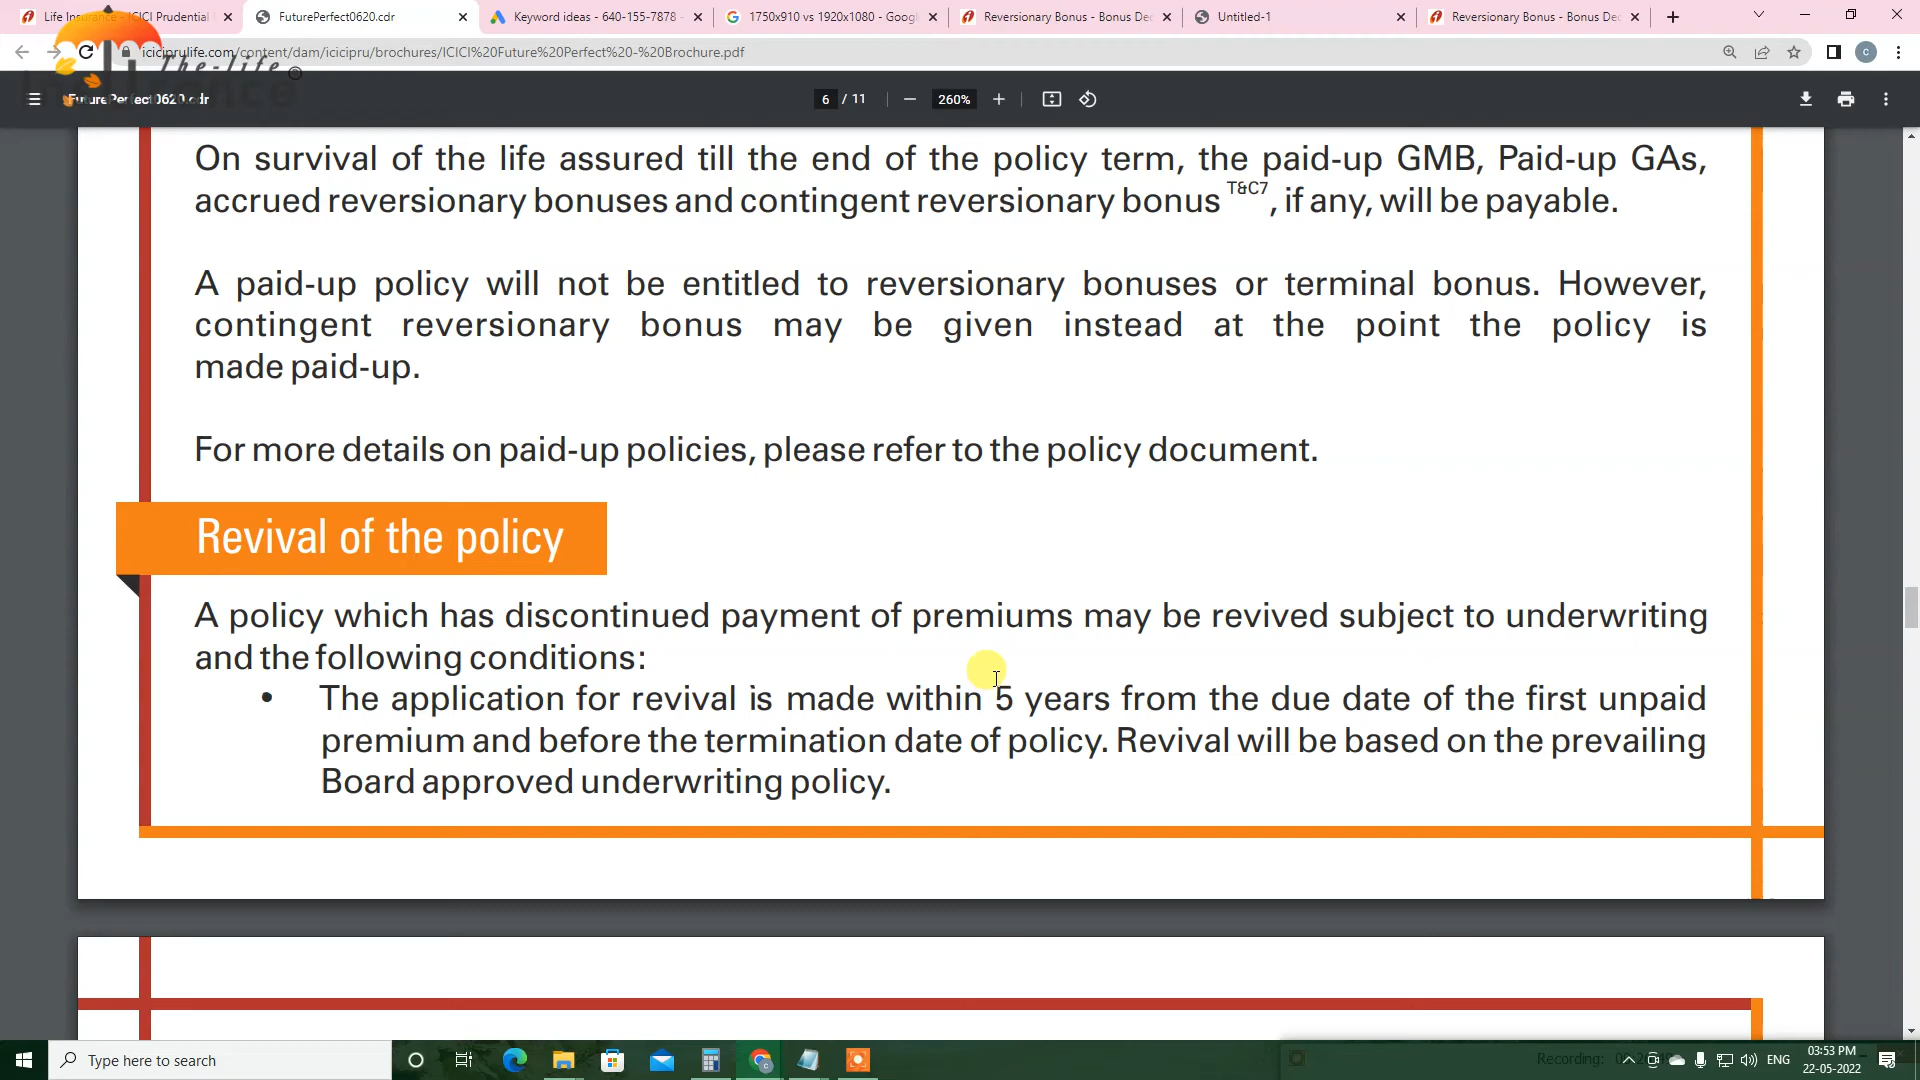 Life Insurance - ICICI Prudential
FuturePerfect0620.cdr
Keyword ideas - 640-155-7878 -
1750x910 vs 1920x1080 - Goog
Reversionary Bonus - Bonus Dec
Untitled-1
Reversionary Bonus - Bonus Dec
iciciprulife.com/content/dam/icicipru/brochures/ICICI%20Future%20Perfect%20-%20Brochure.pdf
The-life
FuturePerfect0620.cdr
6 / 11
260%
On survival of the life assured till the end of the policy term, the paid-up GMB, Paid-up GAs,
accrued reversionary bonuses and contingent reversionary bonus T&C7, if any, will be payable.
A paid-up policy will not be entitled to reversionary bonuses or terminal bonus. However,
contingent reversionary bonus may be given instead at the point the policy is
made paid-up.
For more details on paid-up policies, please refer to the policy document.
Revival of the policy
A policy which has discontinued payment of premiums may be revived subject to underwriting
and the following conditions:
• The application for revival is made within 5 years from the due date of the first unpaid
premium and before the termination date of policy. Revival will be based on the prevailing
Board approved underwriting policy.
Type here to search
Recording:
ENG
03:53 PM
22-05-2022